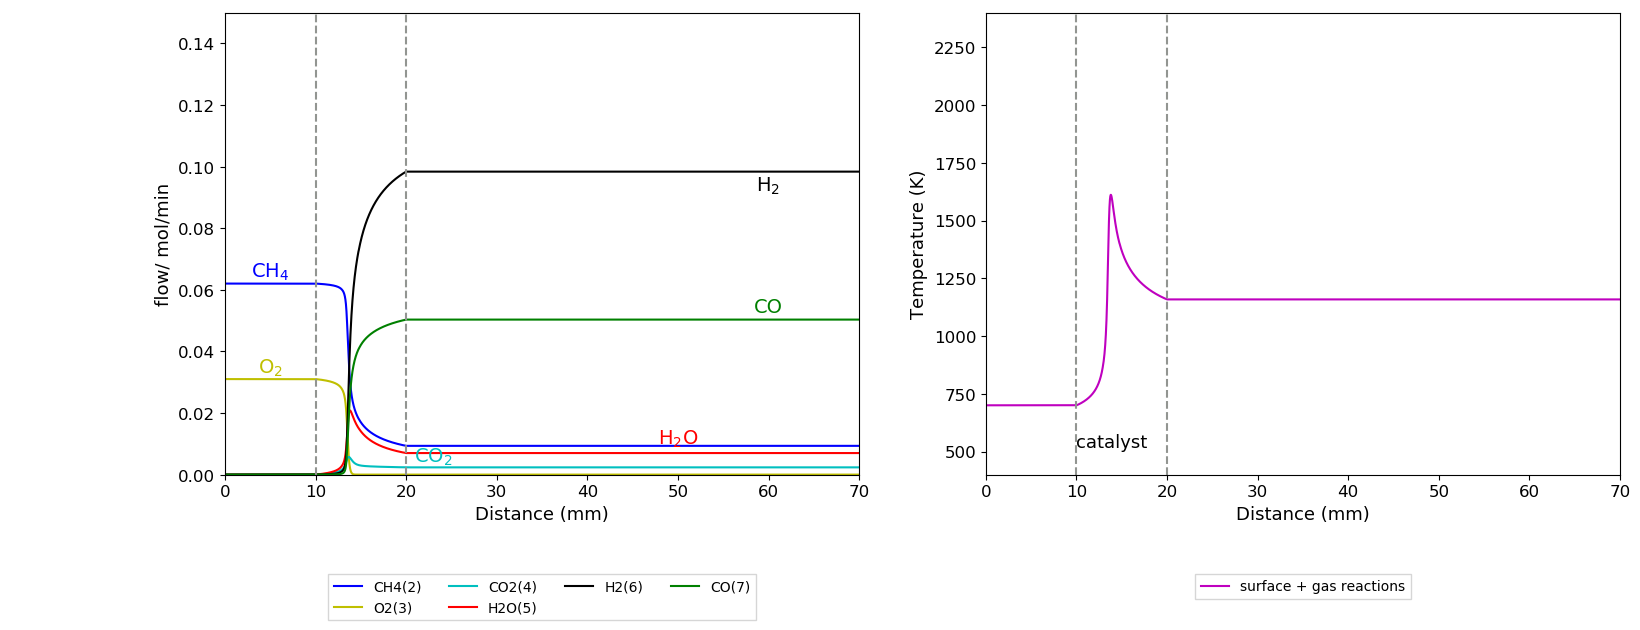 0.14
0.12
0.10
0.08
0.06
0.04
0.02
0.00
flow/ mol/min
CH₄
O₂
H₂
CO
H₂O
CO₂
0 10 20 30 40 50 60 70
Distance (mm)
CH4(2) CO2(4) H2(6) CO(7)
O2(3) H2O(5)
2250
2000
1750
1500
1250
1000
750
500
Temperature (K)
catalyst
0 10 20 30 40 50 60 70
Distance (mm)
surface + gas reactions